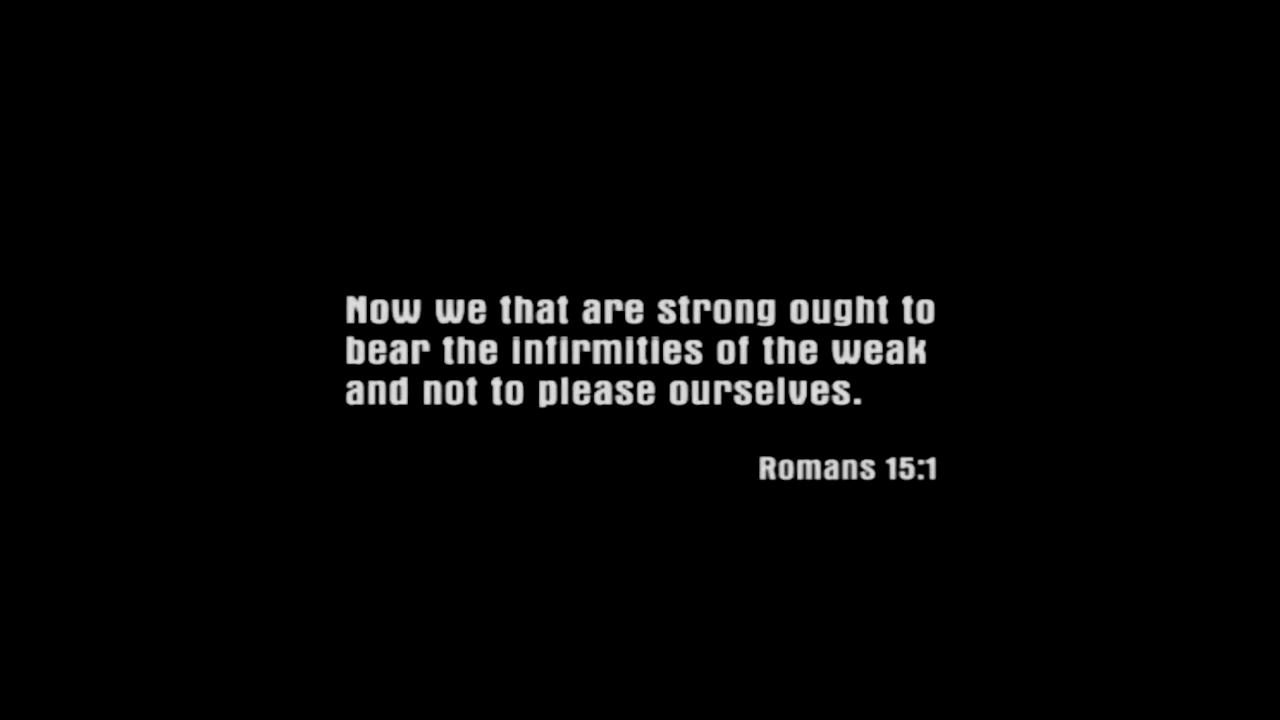 Now we that are strong ought to
bear the infirmities of the weak
and not to please ourselves.
Romans 15:1